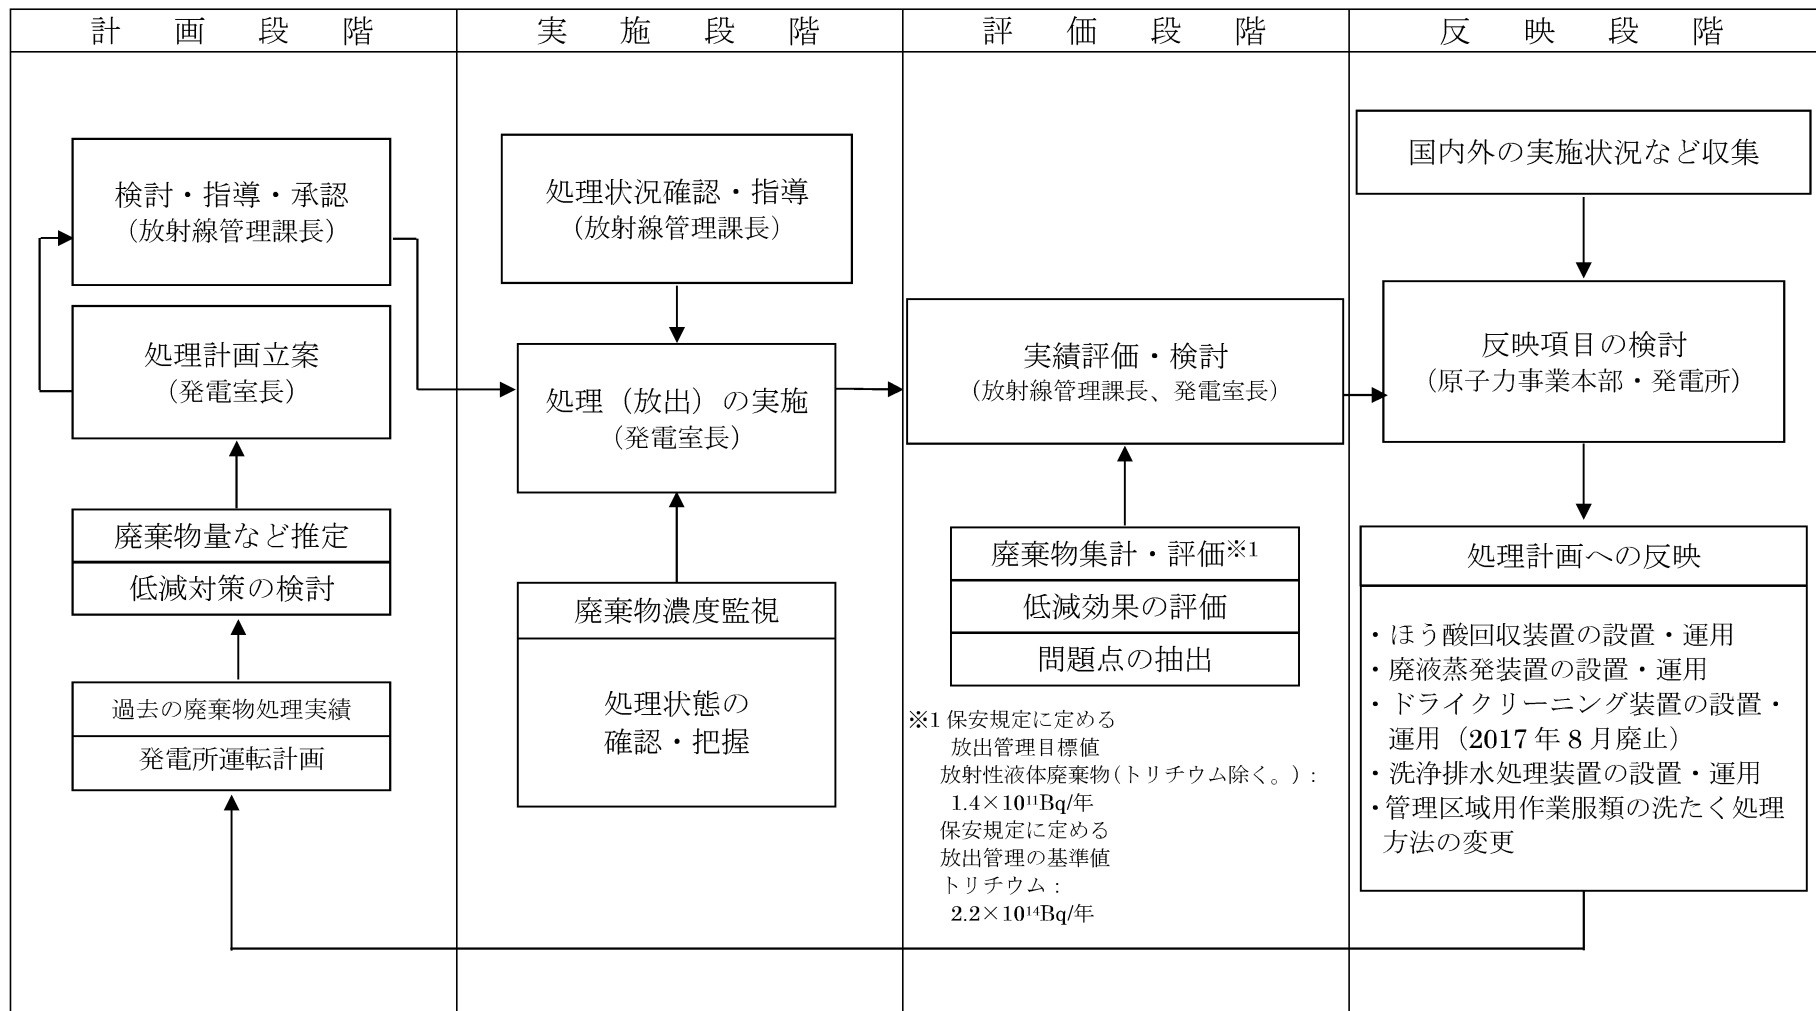 計画段階
実施段階
評価段階
反映段階
検討・指導・承認
（放射線管理課長）
処理計画立案
（発電室長）
廃棄物量など推定
低減対策の検討
過去の廃棄物処理実績
発電所運転計画
処理状況確認・指導
（放射線管理課長）
処理（放出）の実施
（発電室長）
廃棄物濃度監視
処理状態の
確認・把握
実績評価・検討
（放射線管理課長、発電室長）
廃棄物集計・評価※1
低減効果の評価
問題点の抽出
※1 保安規定に定める
放出管理目標値
放射性液体廃棄物（トリチウム除く。）：
1.4×10¹¹Bq/年
保安規定に定める
放出管理の基準値
トリチウム：
2.2×10¹⁴Bq/年
国内外の実施状況など収集
反映項目の検討
（原子力事業本部・発電所）
処理計画への反映
・ほう酸回収装置の設置・運用
・廃液蒸発装置の設置・運用
・ドライクリーニング装置の設置・
運用（2017 年 8 月廃止）
・洗浄排水処理装置の設置・運用
・管理区域用作業服類の洗たく処理
方法の変更